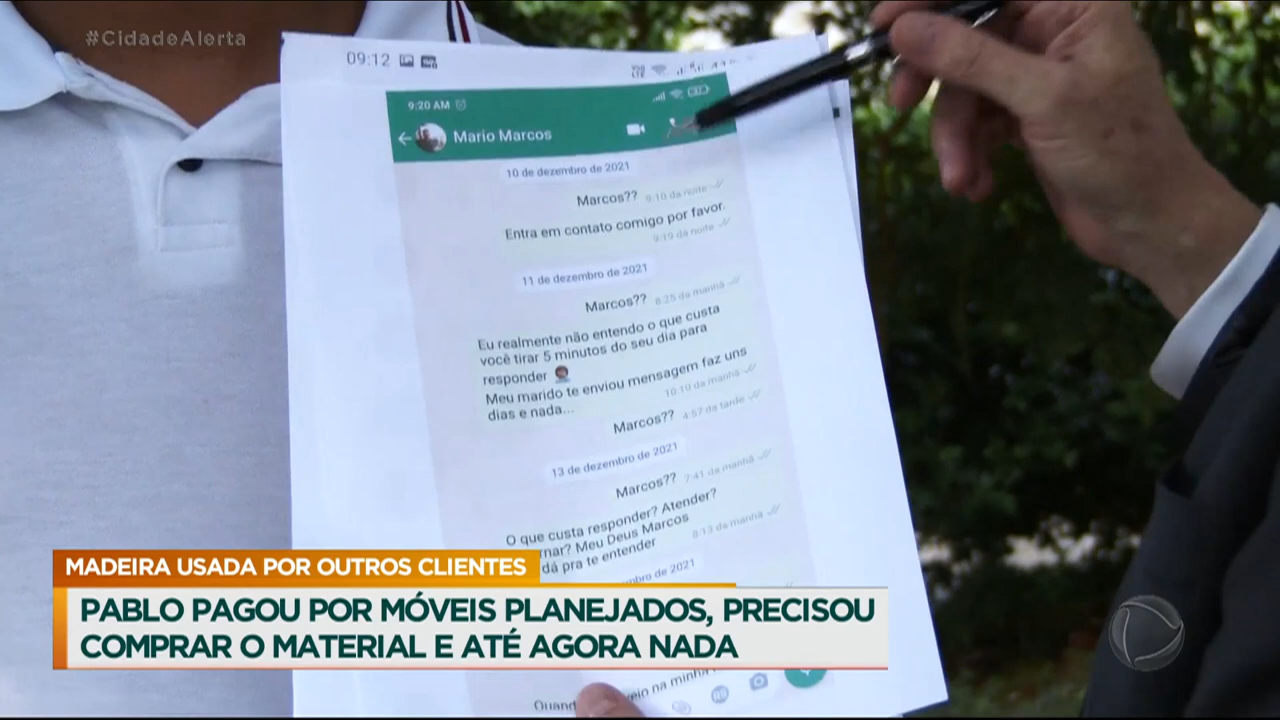 #CidadeAlerta
09:12
9:20 AM
Mario Marcos
10 de dezembro de 2021
Marcos?? 9:10 da noite
Entra em contato comigo por favor.
9:19 da noite
11 de dezembro de 2021
Marcos?? 8:25 da manhã
Eu realmente não entendo o que custa
você tirar 5 minutos do seu dia para
responder
Meu marido te enviou mensagem faz uns
dias e nada... 10:19 da manhã
Marcos?? 4:57 da tarde
13 de dezembro de 2021
Marcos?? 7:41 da manhã
O que custa responder? Atender?
Meu Deus Marcos
dá pra te entender 8:13 da manhã
de 2021
MADEIRA USADA POR OUTROS CLIENTES
PABLO PAGOU POR MÓVEIS PLANEJADOS, PRECISOU
COMPRAR O MATERIAL E ATÉ AGORA NADA
na minha